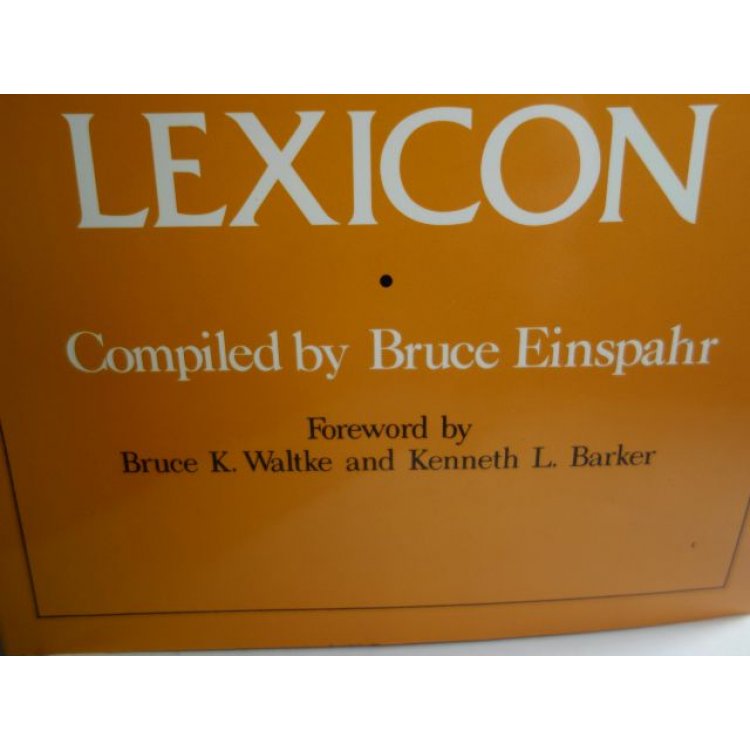 LEXICON
Compiled by Bruce Einspahr
Foreword by
Bruce K. Waltke and Kenneth L. Barker